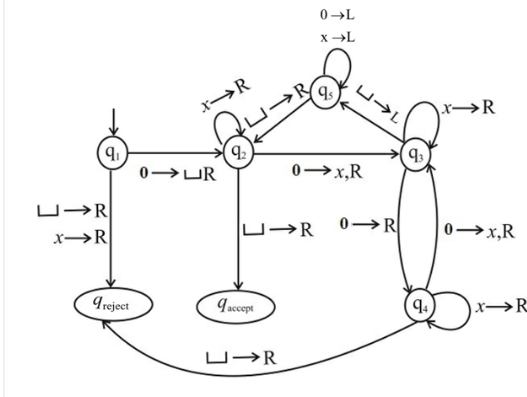 0→L
x→L
q5
x→R
⊔→R
⊔→L
x→R
q1
q2
q3
0→⊔R
0→x,R
⊔→R
x→R
⊔→R
0→R
0→x,R
qreject
qaccept
q4
x→R
⊔→R